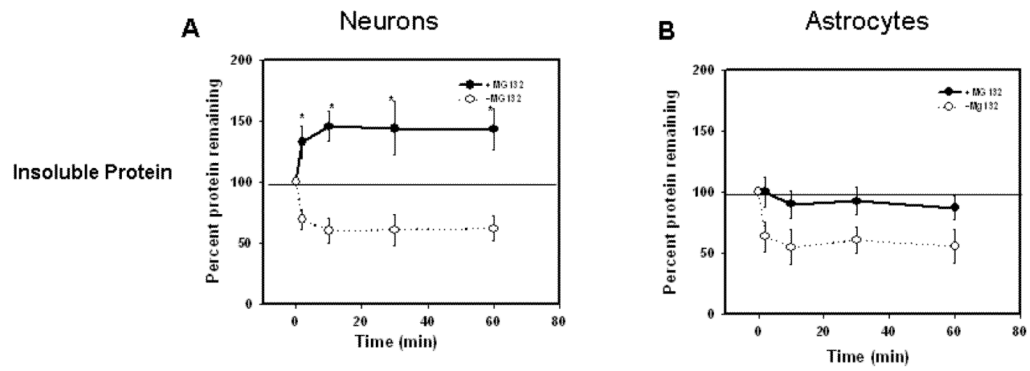 A
Neurons
Insoluble Protein
Percent protein remaining
200
150
100
50
0
+ MG132
–MG132
*
*
*
*
0
20
40
60
80
Time (min)
B
Astrocytes
Percent protein remaining
200
150
100
50
0
+ MG132
–Mg132
0
20
40
60
80
Time (min)